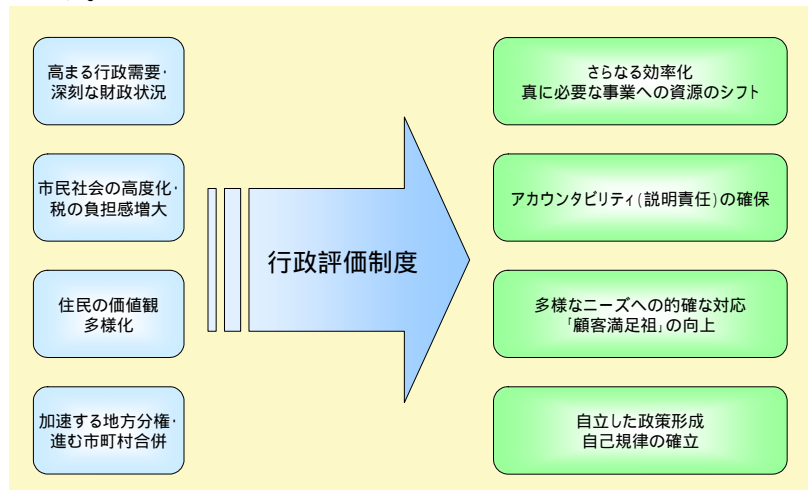 高まる行政需要・
深刻な財政状況
市民社会の高度化・
税の負担感増大
住民の価値観
多様化
加速する地方分権・
進む市町村合併
行政評価制度
さらなる効率化
真に必要な事業への資源のシフト
アカウンタビリティ(説明責任)の確保
多様なニーズへの的確な対応
「顧客満足祖」の向上
自立した政策形成
自己規律の確立